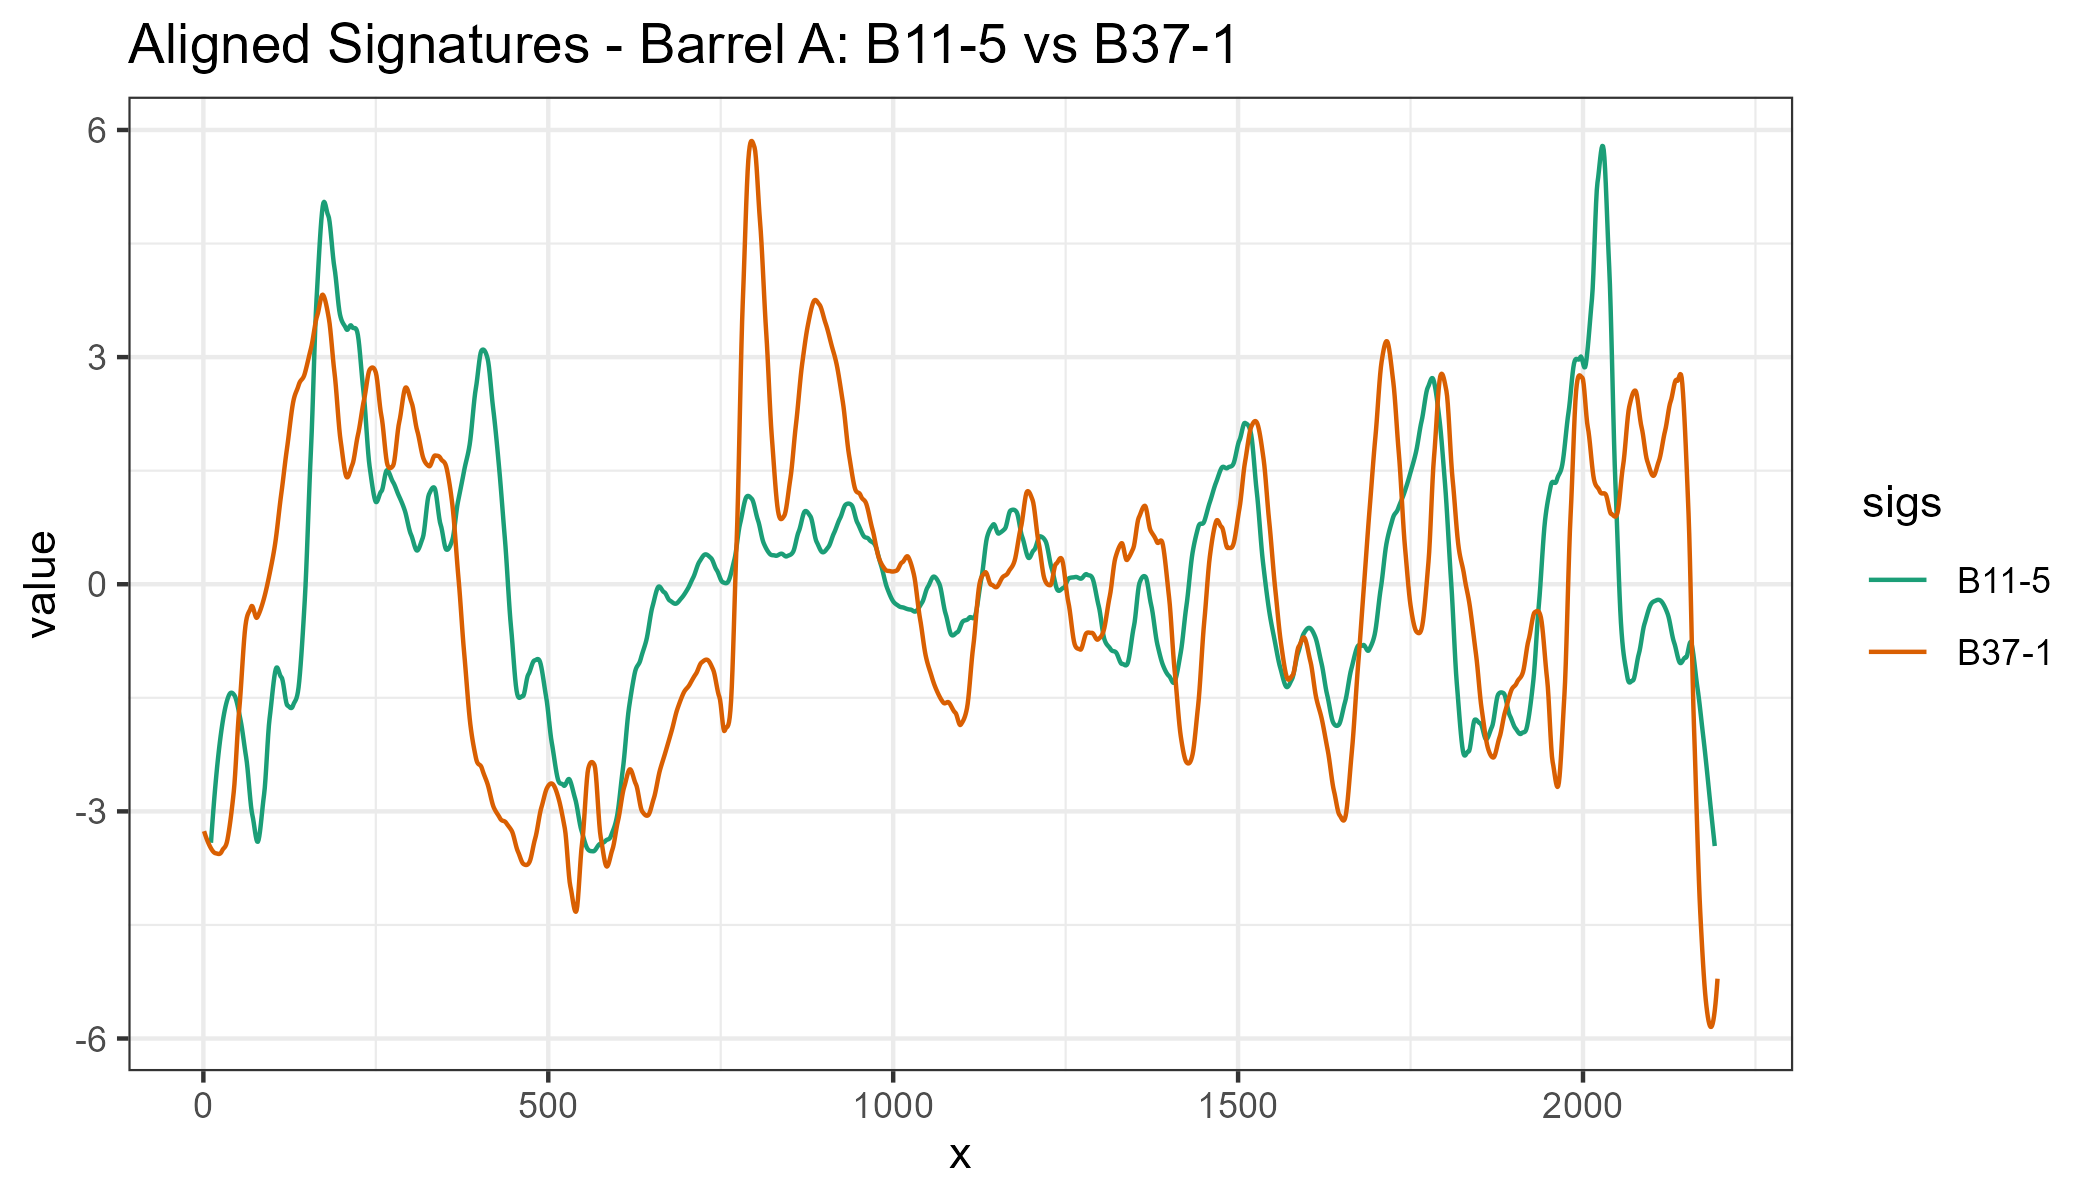 Aligned Signatures - Barrel A: B11-5 vs B37-1
6
3
0
-3
-6
value
0 500 1000 1500 2000
x
sigs
B11-5
B37-1